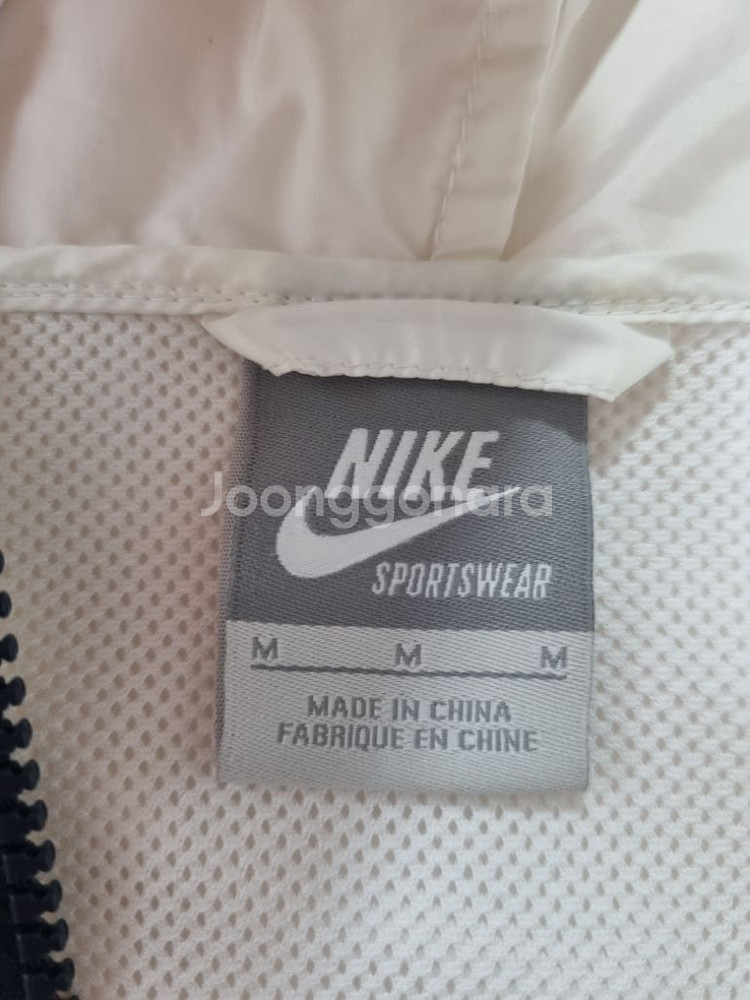 NIKE
Joonggonara
SPORTSWEAR
M M M
MADE IN CHINA
FABRIQUE EN CHINE